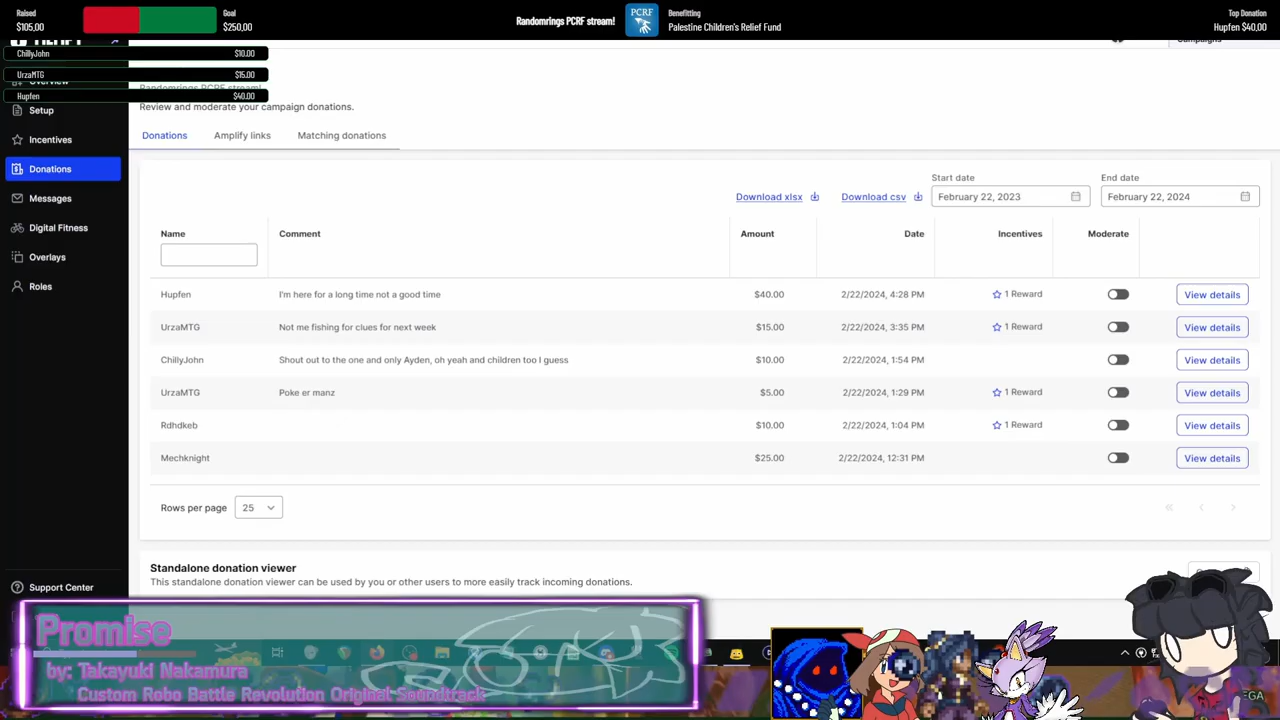 Raised
$105,00
Goal
$250,00
Randomrings PCRF stream!
PCRF
Benefitting
Palestine Children's Relief Fund
Top Donation
Hupfen $40,00
ChillyJohn $10.00
UrzaMTG $15.00
Hupfen $40.00
Campaigns
Overview
Setup
Incentives
Donations
Messages
Digital Fitness
Overlays
Roles
Support Center
Randomrings PCRF stream!
Review and moderate your campaign donations.
Donations Amplify links Matching donations
Download xlsx
Download csv
Start date
February 22, 2023
End date
February 22, 2024
Name Comment Amount Date Incentives Moderate
Hupfen I'm here for a long time not a good time $40.00 2/22/2024, 4:28 PM 1 Reward View details
UrzaMTG Not me fishing for clues for next week $15.00 2/22/2024, 3:35 PM 1 Reward View details
ChillyJohn Shout out to the one and only Ayden, oh yeah and children too I guess $10.00 2/22/2024, 1:54 PM View details
UrzaMTG Poke er manz $5.00 2/22/2024, 1:29 PM 1 Reward View details
Rdhdkeb $10.00 2/22/2024, 1:04 PM 1 Reward View details
Mechknight $25.00 2/22/2024, 12:31 PM View details
Rows per page 25
Standalone donation viewer
This standalone donation viewer can be used by you or other users to more easily track incoming donations.
Promise
by: Takayuki Nakamura
Custom Robo Battle Revolution Original Soundtrack